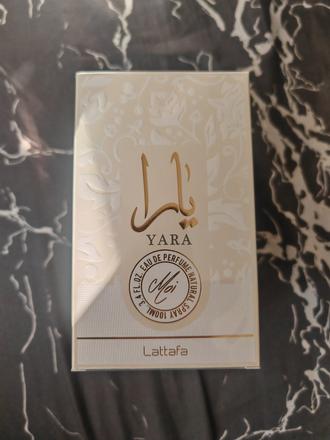 يارا
YARA
3.4 FL.OZ. EAU DE PERFUME NATURAL SPRAY 100ML
Moi
Lattafa